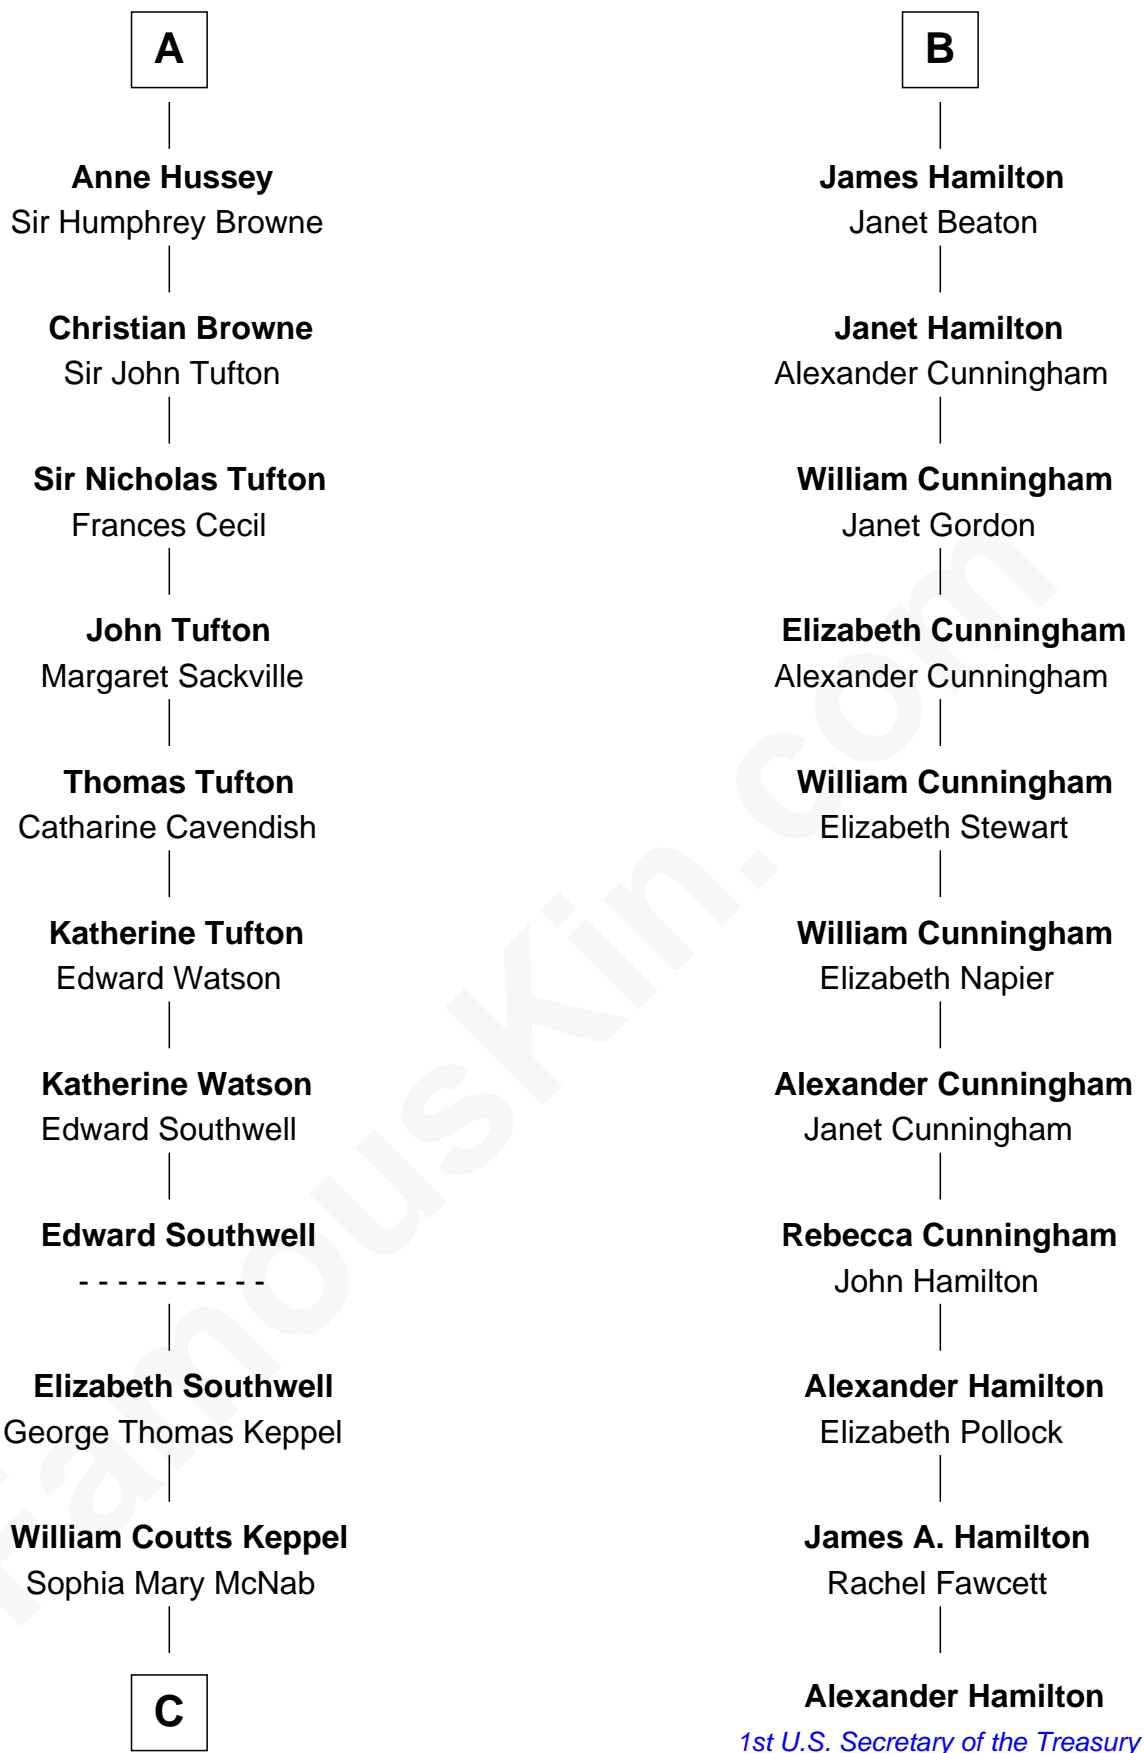 A
Anne Hussey
Sir Humphrey Browne
Christian Browne
Sir John Tufton
Sir Nicholas Tufton
Frances Cecil
John Tufton
Margaret Sackville
Thomas Tufton
Catharine Cavendish
Katherine Tufton
Edward Watson
Katherine Watson
Edward Southwell
Edward Southwell
- - - - - - - - - -
Elizabeth Southwell
George Thomas Keppel
William Coutts Keppel
Sophia Mary McNab
C
B
James Hamilton
Janet Beaton
Janet Hamilton
Alexander Cunningham
William Cunningham
Janet Gordon
Elizabeth Cunningham
Alexander Cunningham
William Cunningham
Elizabeth Stewart
William Cunningham
Elizabeth Napier
Alexander Cunningham
Janet Cunningham
Rebecca Cunningham
John Hamilton
Alexander Hamilton
Elizabeth Pollock
James A. Hamilton
Rachel Fawcett
Alexander Hamilton
1st U.S. Secretary of the Treasury
FamousKin.com